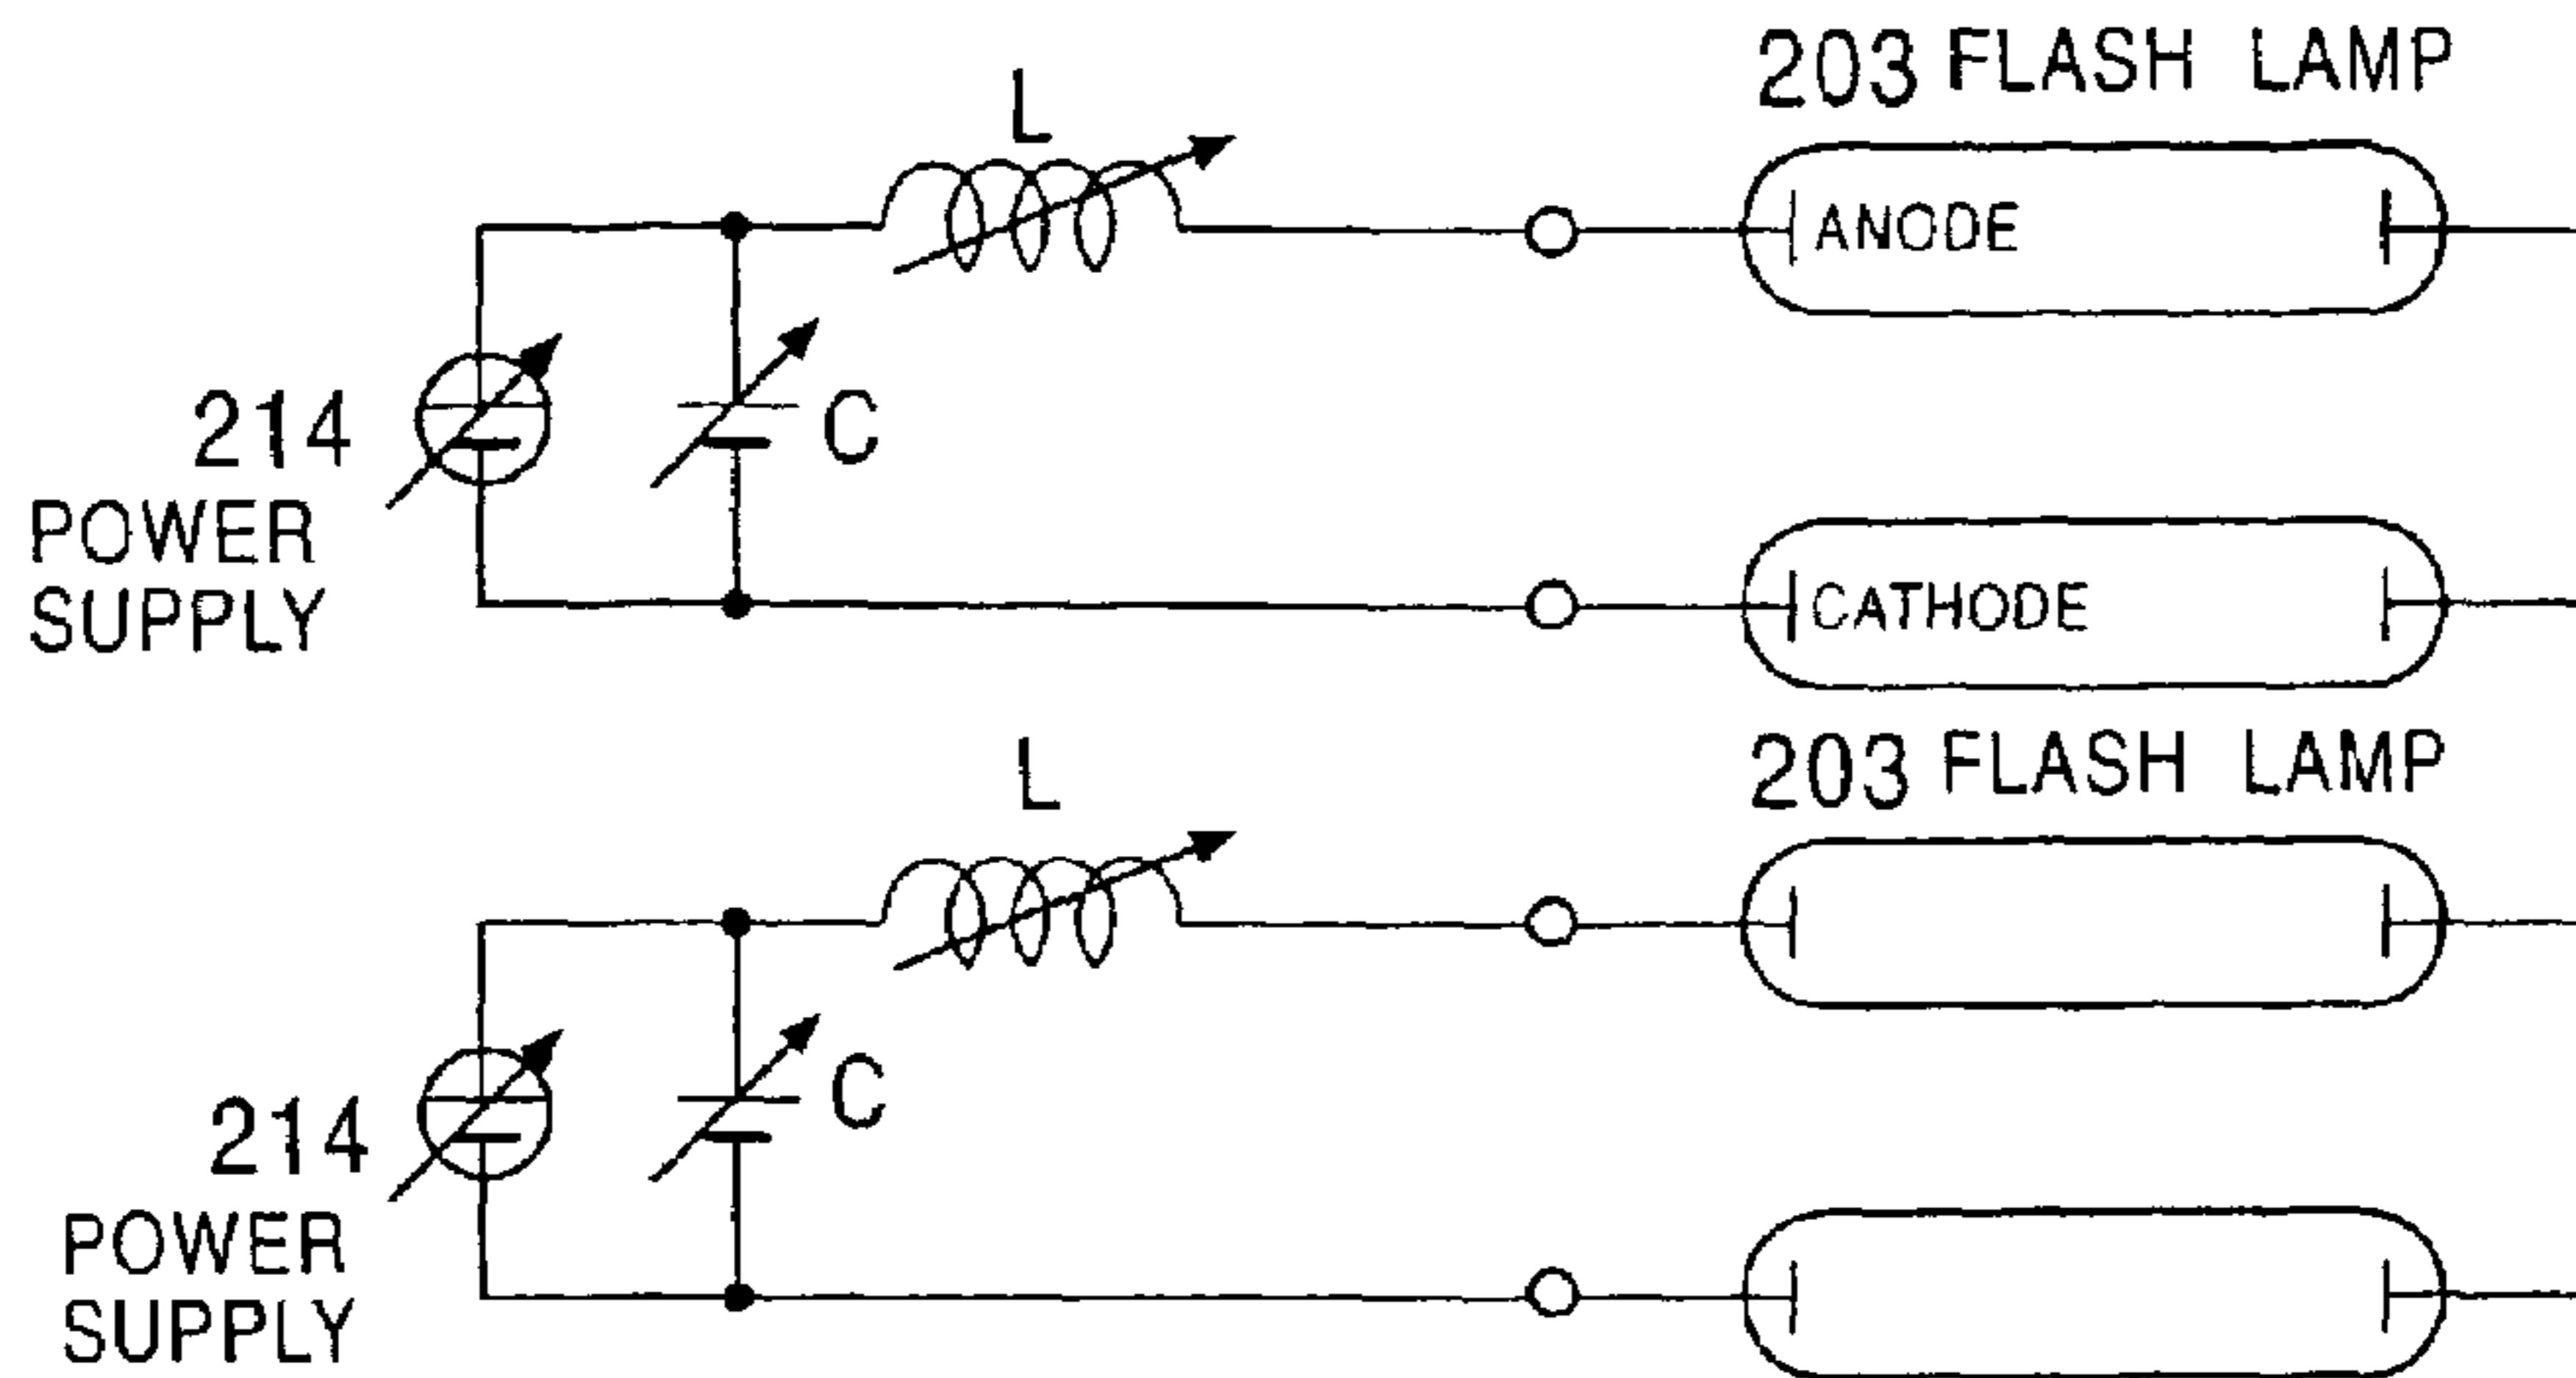 203 FLASH LAMP
L
ANODE
214
C
POWER
SUPPLY
CATHODE
203 FLASH LAMP
L
214
C
POWER
SUPPLY